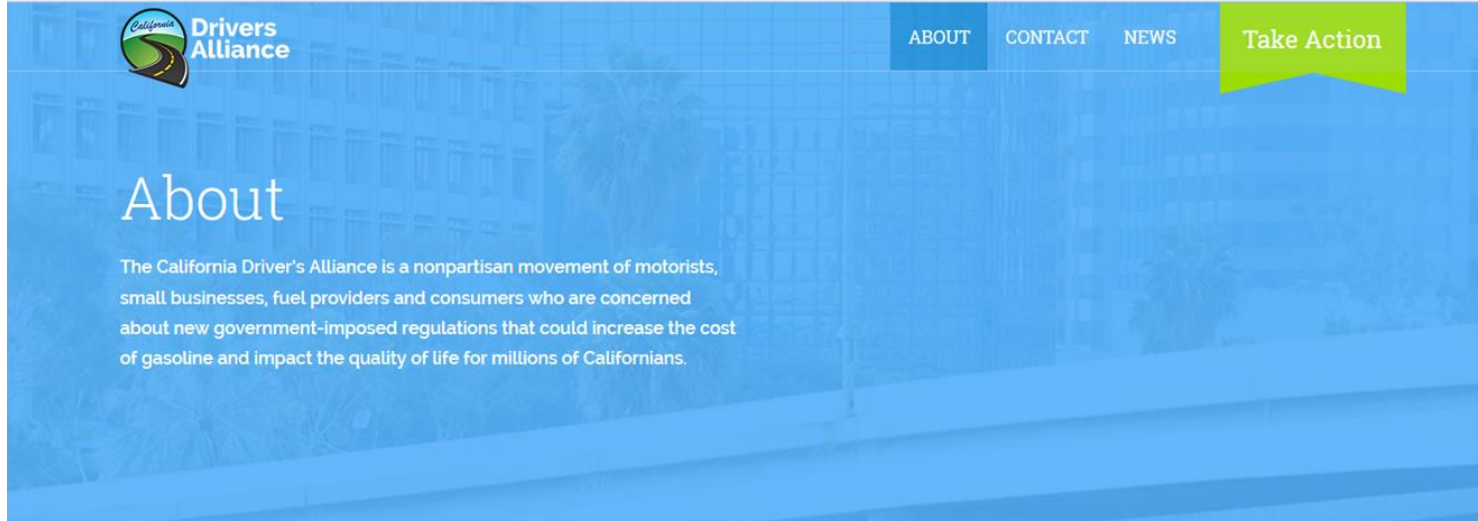 California
Drivers
Alliance
ABOUT
CONTACT
NEWS
Take Action
About
The California Driver's Alliance is a nonpartisan movement of motorists,
small businesses, fuel providers and consumers who are concerned
about new government-imposed regulations that could increase the cost
of gasoline and impact the quality of life for millions of Californians.